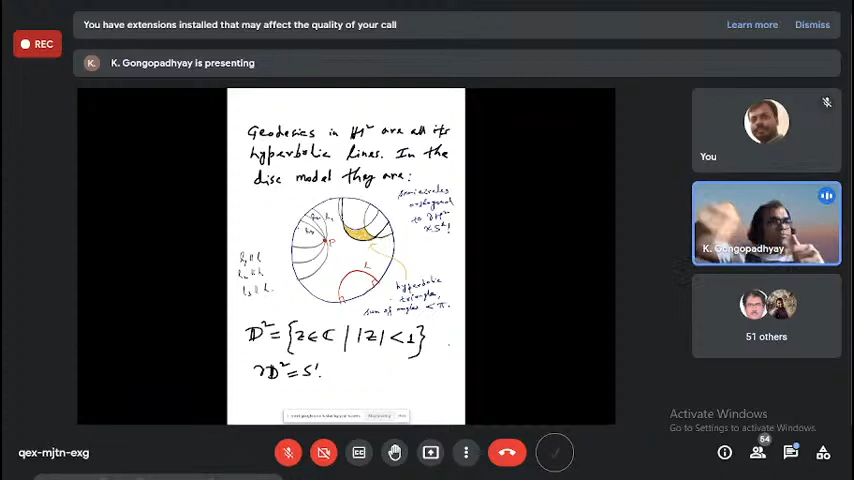 You have extensions installed that may affect the quality of your call
Learn more
Dismiss
REC
K.
K. Gongopadhyay is presenting
Geodesics in H² are all its
hyperbolic lines. In the
disc model they are:
semicircles
orthogonal
to ∂H²
P
L
hyperbolic
triangle,
sum of angles < π.
D² = {z ∈ C | |z| < 1}
∂D² = S¹.
You
K. Gongopadhyay
51 others
Activate Windows
Go to Settings to activate Windows.
qex-mjtn-exg
64